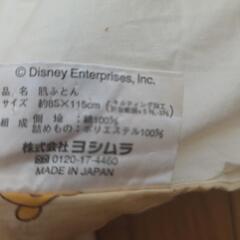 © Disney Enterprises, Inc.
品名 肌ふとん
サイズ 約85×115cm
組成 側地：綿100%
詰めもの：ポリエステル100%
株式会社ヨシムラ
☎0120-17-4460
MADE IN JAPAN